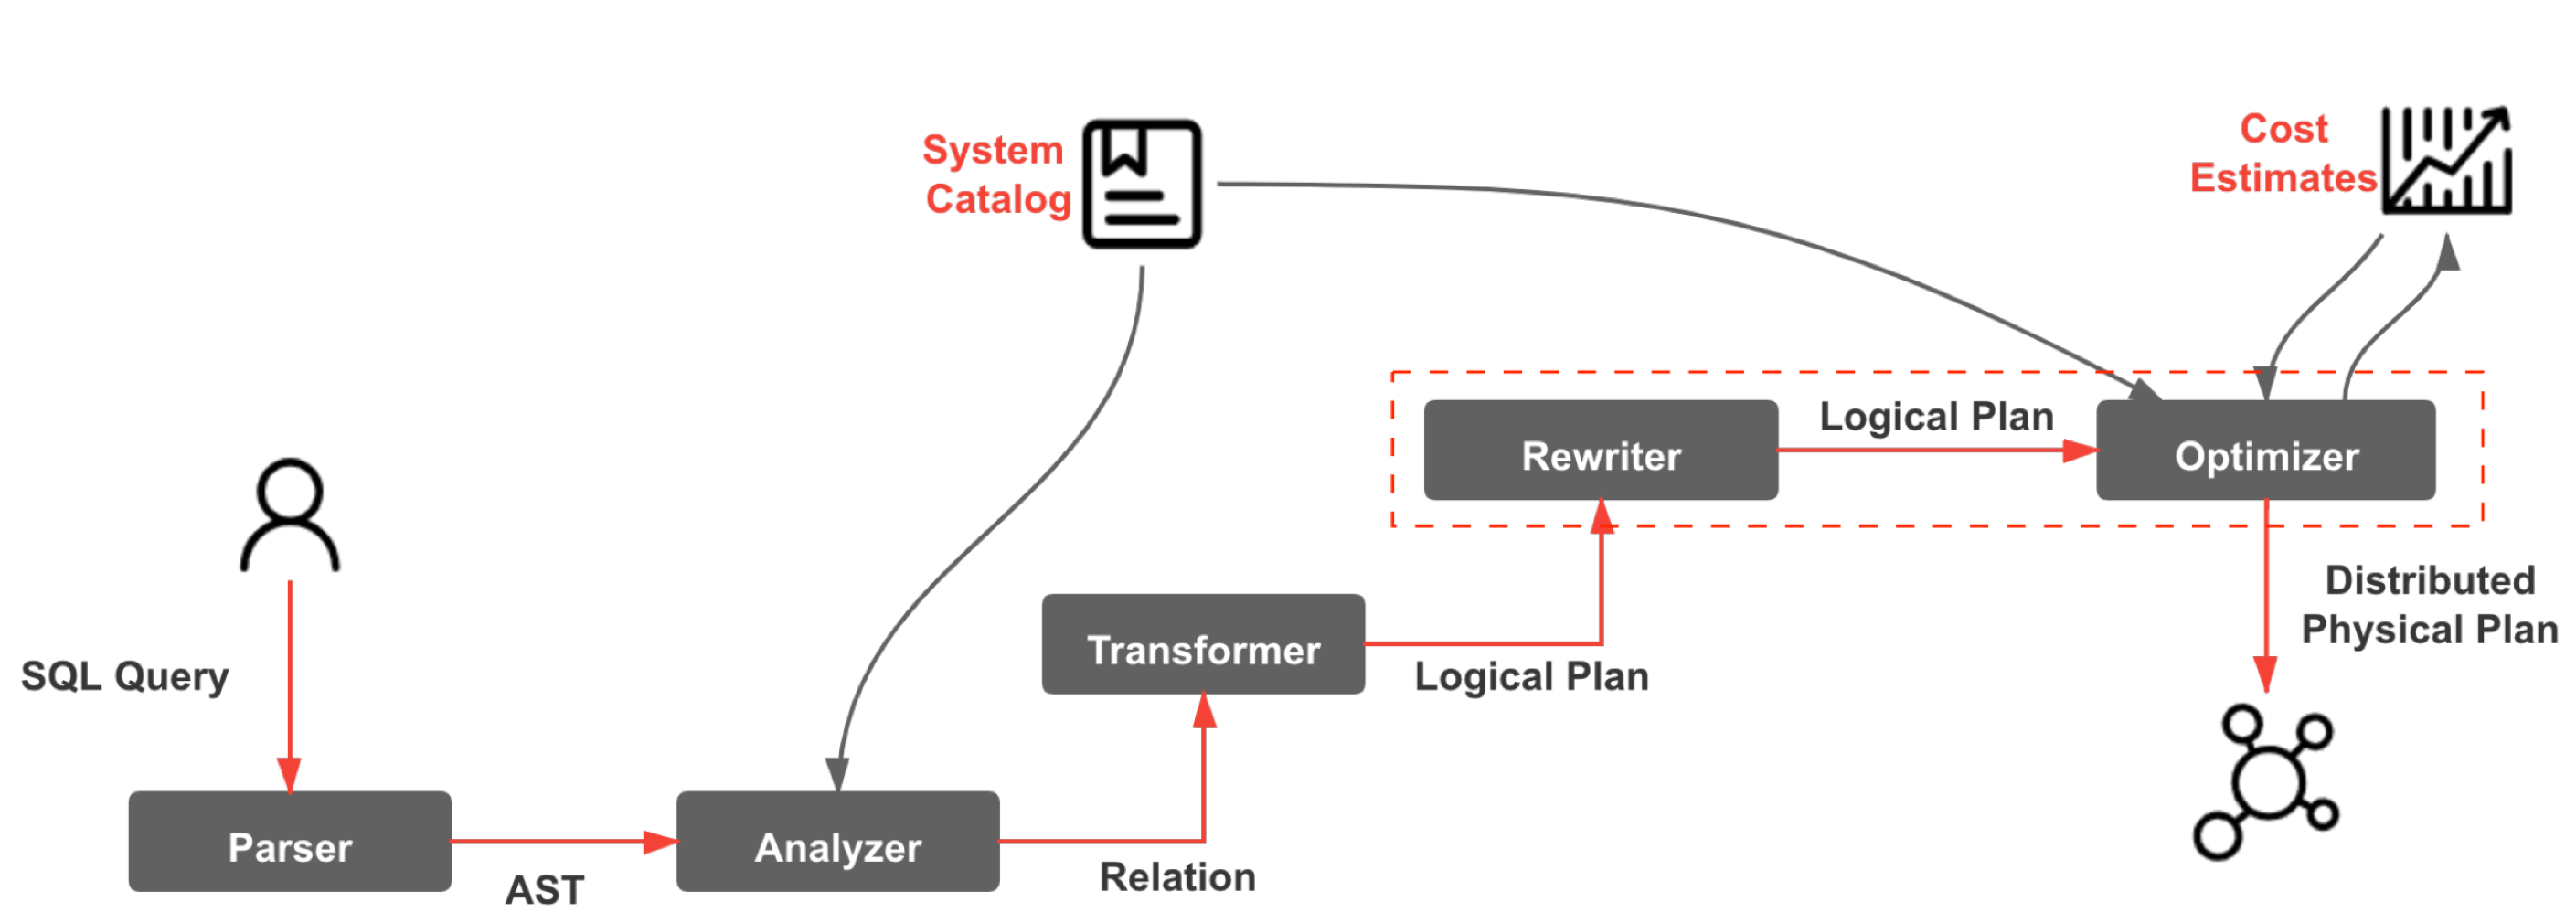 System
Catalog
Cost
Estimates
Logical Plan
Rewriter
Optimizer
Distributed
Physical Plan
Transformer
Logical Plan
SQL Query
Parser
AST
Analyzer
Relation